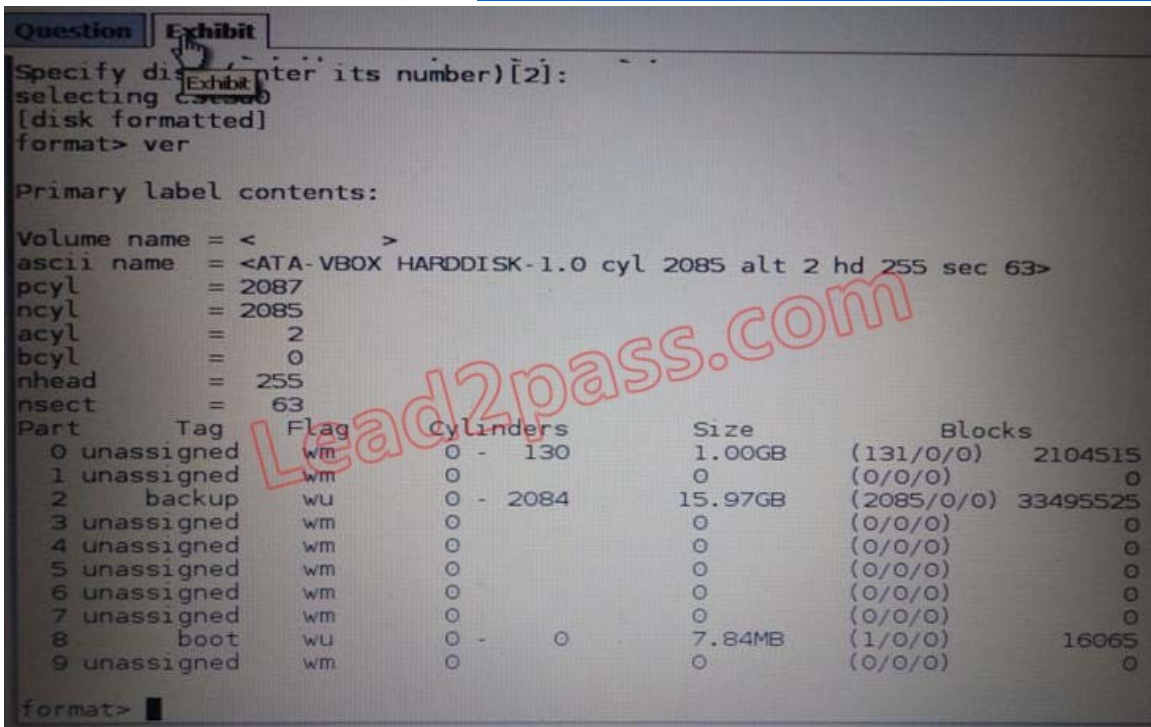 Question Exhibit
Specify (enter its number)[2]:
Exhibit
selecting
[disk formatted]
format> ver
Primary label contents:
Volume name = < >
ascii name = <ATA-VBOX HARDDISK-1.0 cyl 2085 alt 2 hd 255 sec 63>
pcyl = 2087
ncyl = 2085
acyl = 2
bcyl = 0
nhead = 255
nsect = 63
Part Tag Flag Cylinders Size Blocks
0 unassigned wm 0 - 130 1.00GB (131/0/0) 2104515
1 unassigned wm 0 0 (0/0/0) 0
2 backup wu 0 - 2084 15.97GB (2085/0/0) 33495525
3 unassigned wm 0 0 (0/0/0) 0
4 unassigned wm 0 0 (0/0/0) 0
5 unassigned wm 0 0 (0/0/0) 0
6 unassigned wm 0 0 (0/0/0) 0
7 unassigned wm 0 0 (0/0/0) 0
8 boot wu 0 - 0 7.84MB (1/0/0) 16065
9 unassigned wm 0 0 (0/0/0) 0
format>
Lead2pass.com